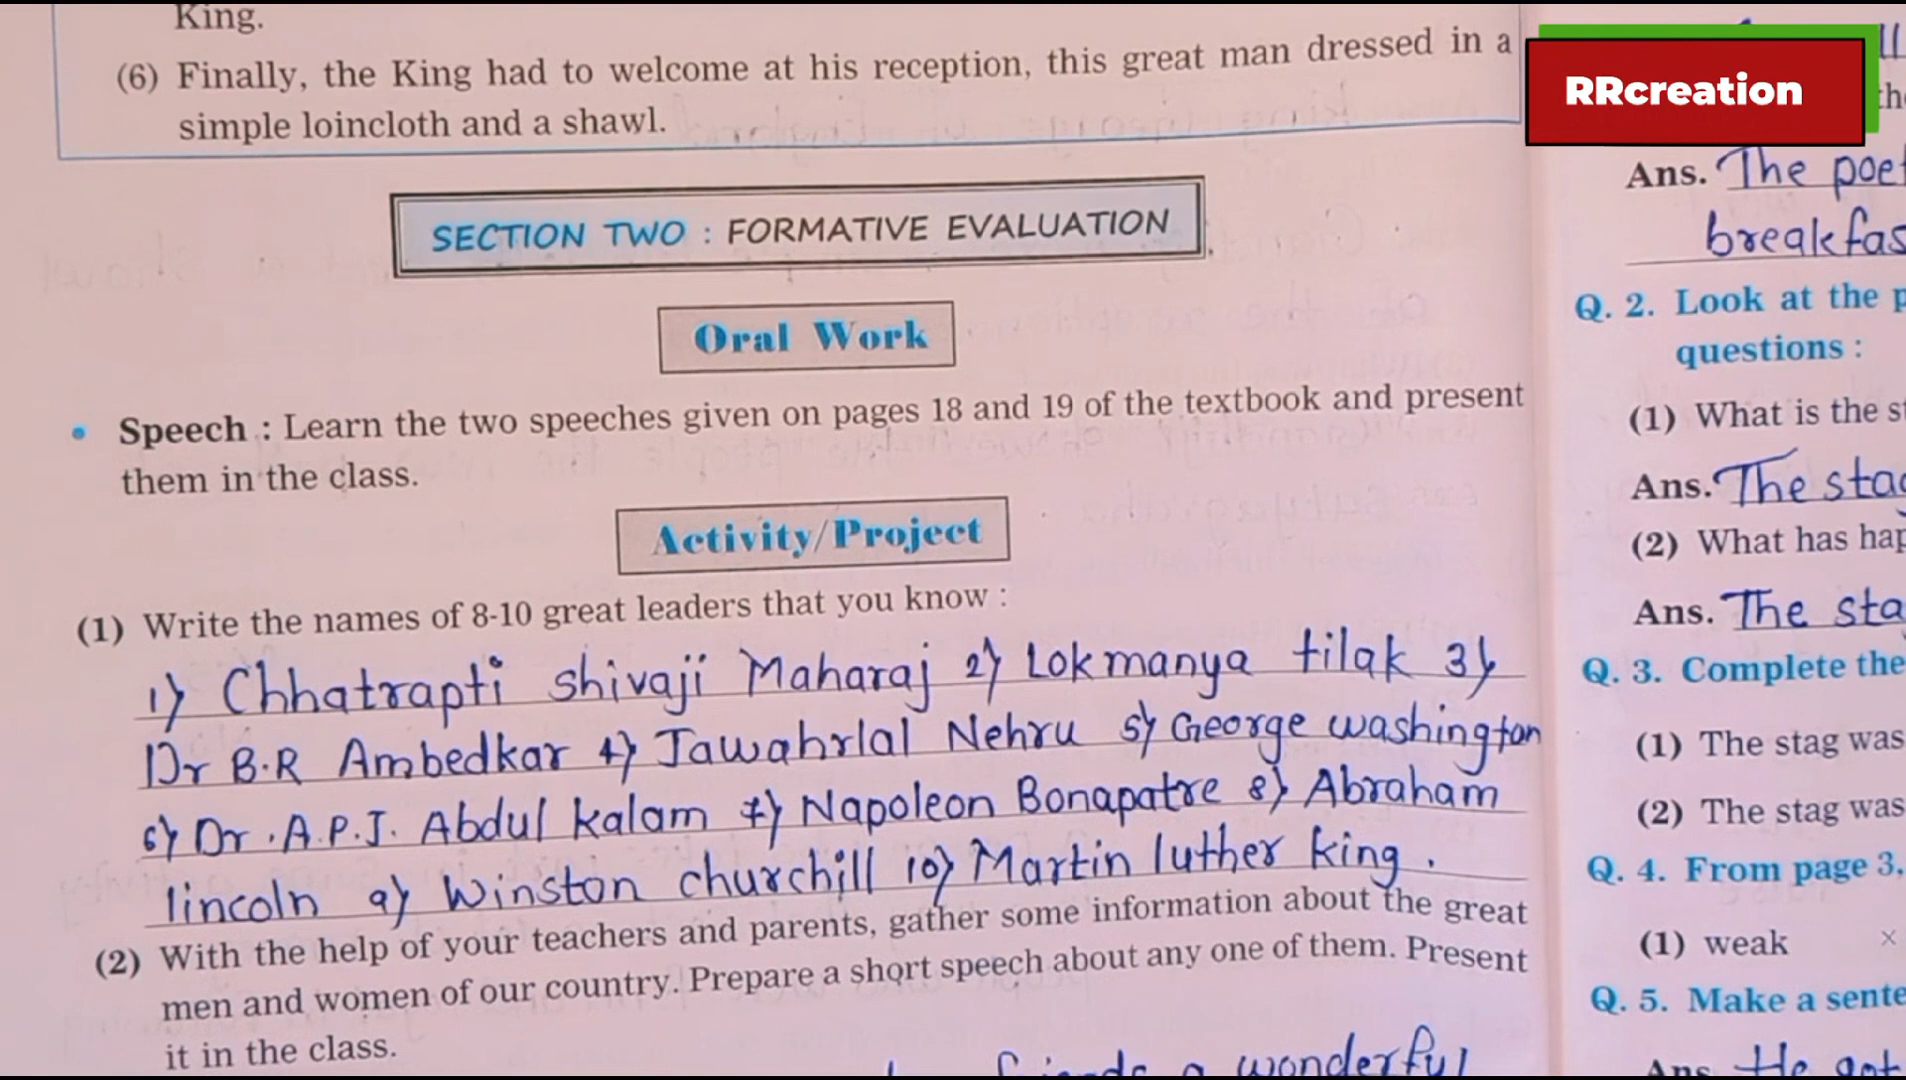 King.
(6) Finally, the King had to welcome at his reception, this great man dressed in a
simple loincloth and a shawl.
SECTION TWO : FORMATIVE EVALUATION
Oral Work
• Speech : Learn the two speeches given on pages 18 and 19 of the textbook and present
them in the class.
Activity/Project
(1) Write the names of 8-10 great leaders that you know :
1) Chhatrapti shivaji Maharaj 2) Lokmanya tilak 3)
Dr B.R Ambedkar 4) Jawahrlal Nehru 5) George washington
6) Dr .A.P.J. Abdul kalam 7) Napoleon Bonapatre 8) Abraham
lincoln 9) Winston churchill 10) Martin luther king .
(2) With the help of your teachers and parents, gather some information about the great
men and women of our country. Prepare a short speech about any one of them. Present
it in the class.
wonderful
RRcreation
Ans. The poet
breakfas
Q. 2. Look at the p
questions :
(1) What is the st
Ans. The stag
(2) What has hap
Ans. The sta
Q. 3. Complete the
(1) The stag was
(2) The stag was
Q. 4. From page 3,
(1) weak ×
Q. 5. Make a sente
Ans He got